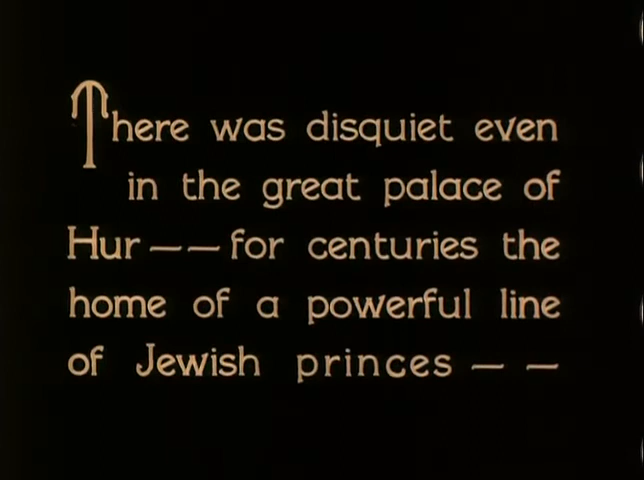 There was disquiet even
in the great palace of
Hur —— for centuries the
home of a powerful line
of Jewish princes — —